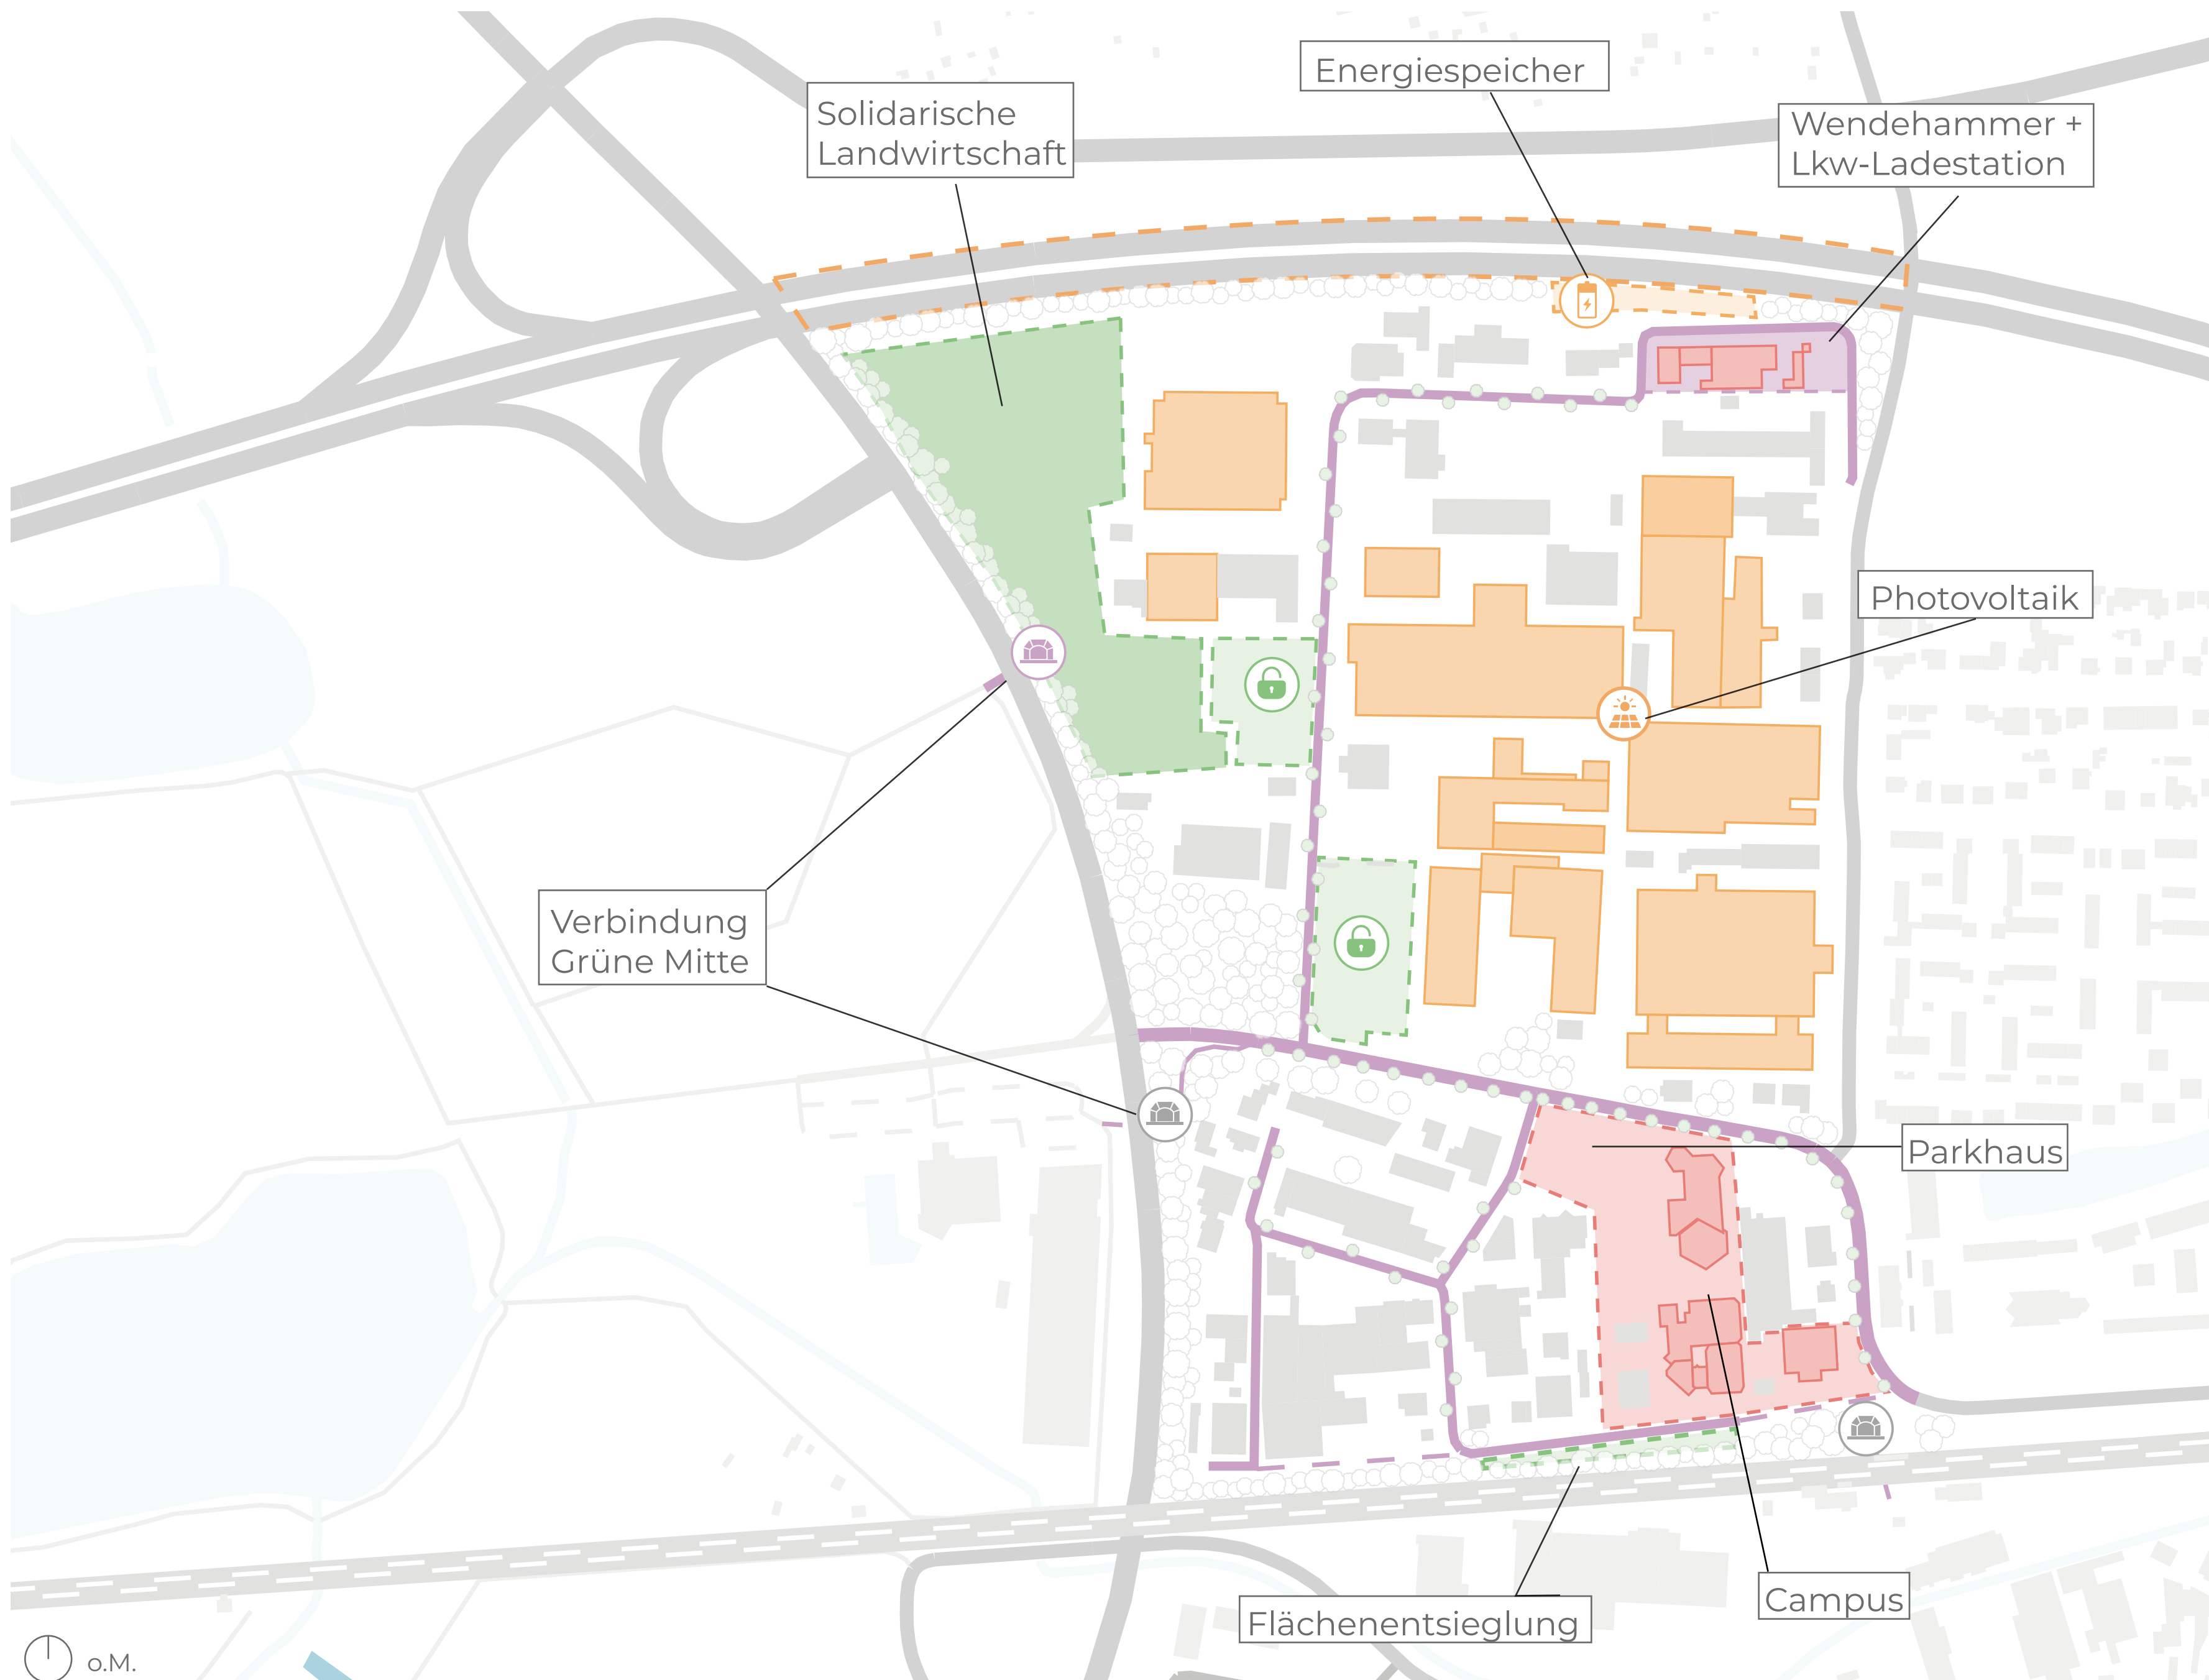 Energiespeicher
Solidarische
Landwirtschaft
Wendehammer +
Lkw-Ladestation
Photovoltaik
Verbindung
Grüne Mitte
Parkhaus
Campus
Flächenentsieglung
o.M.